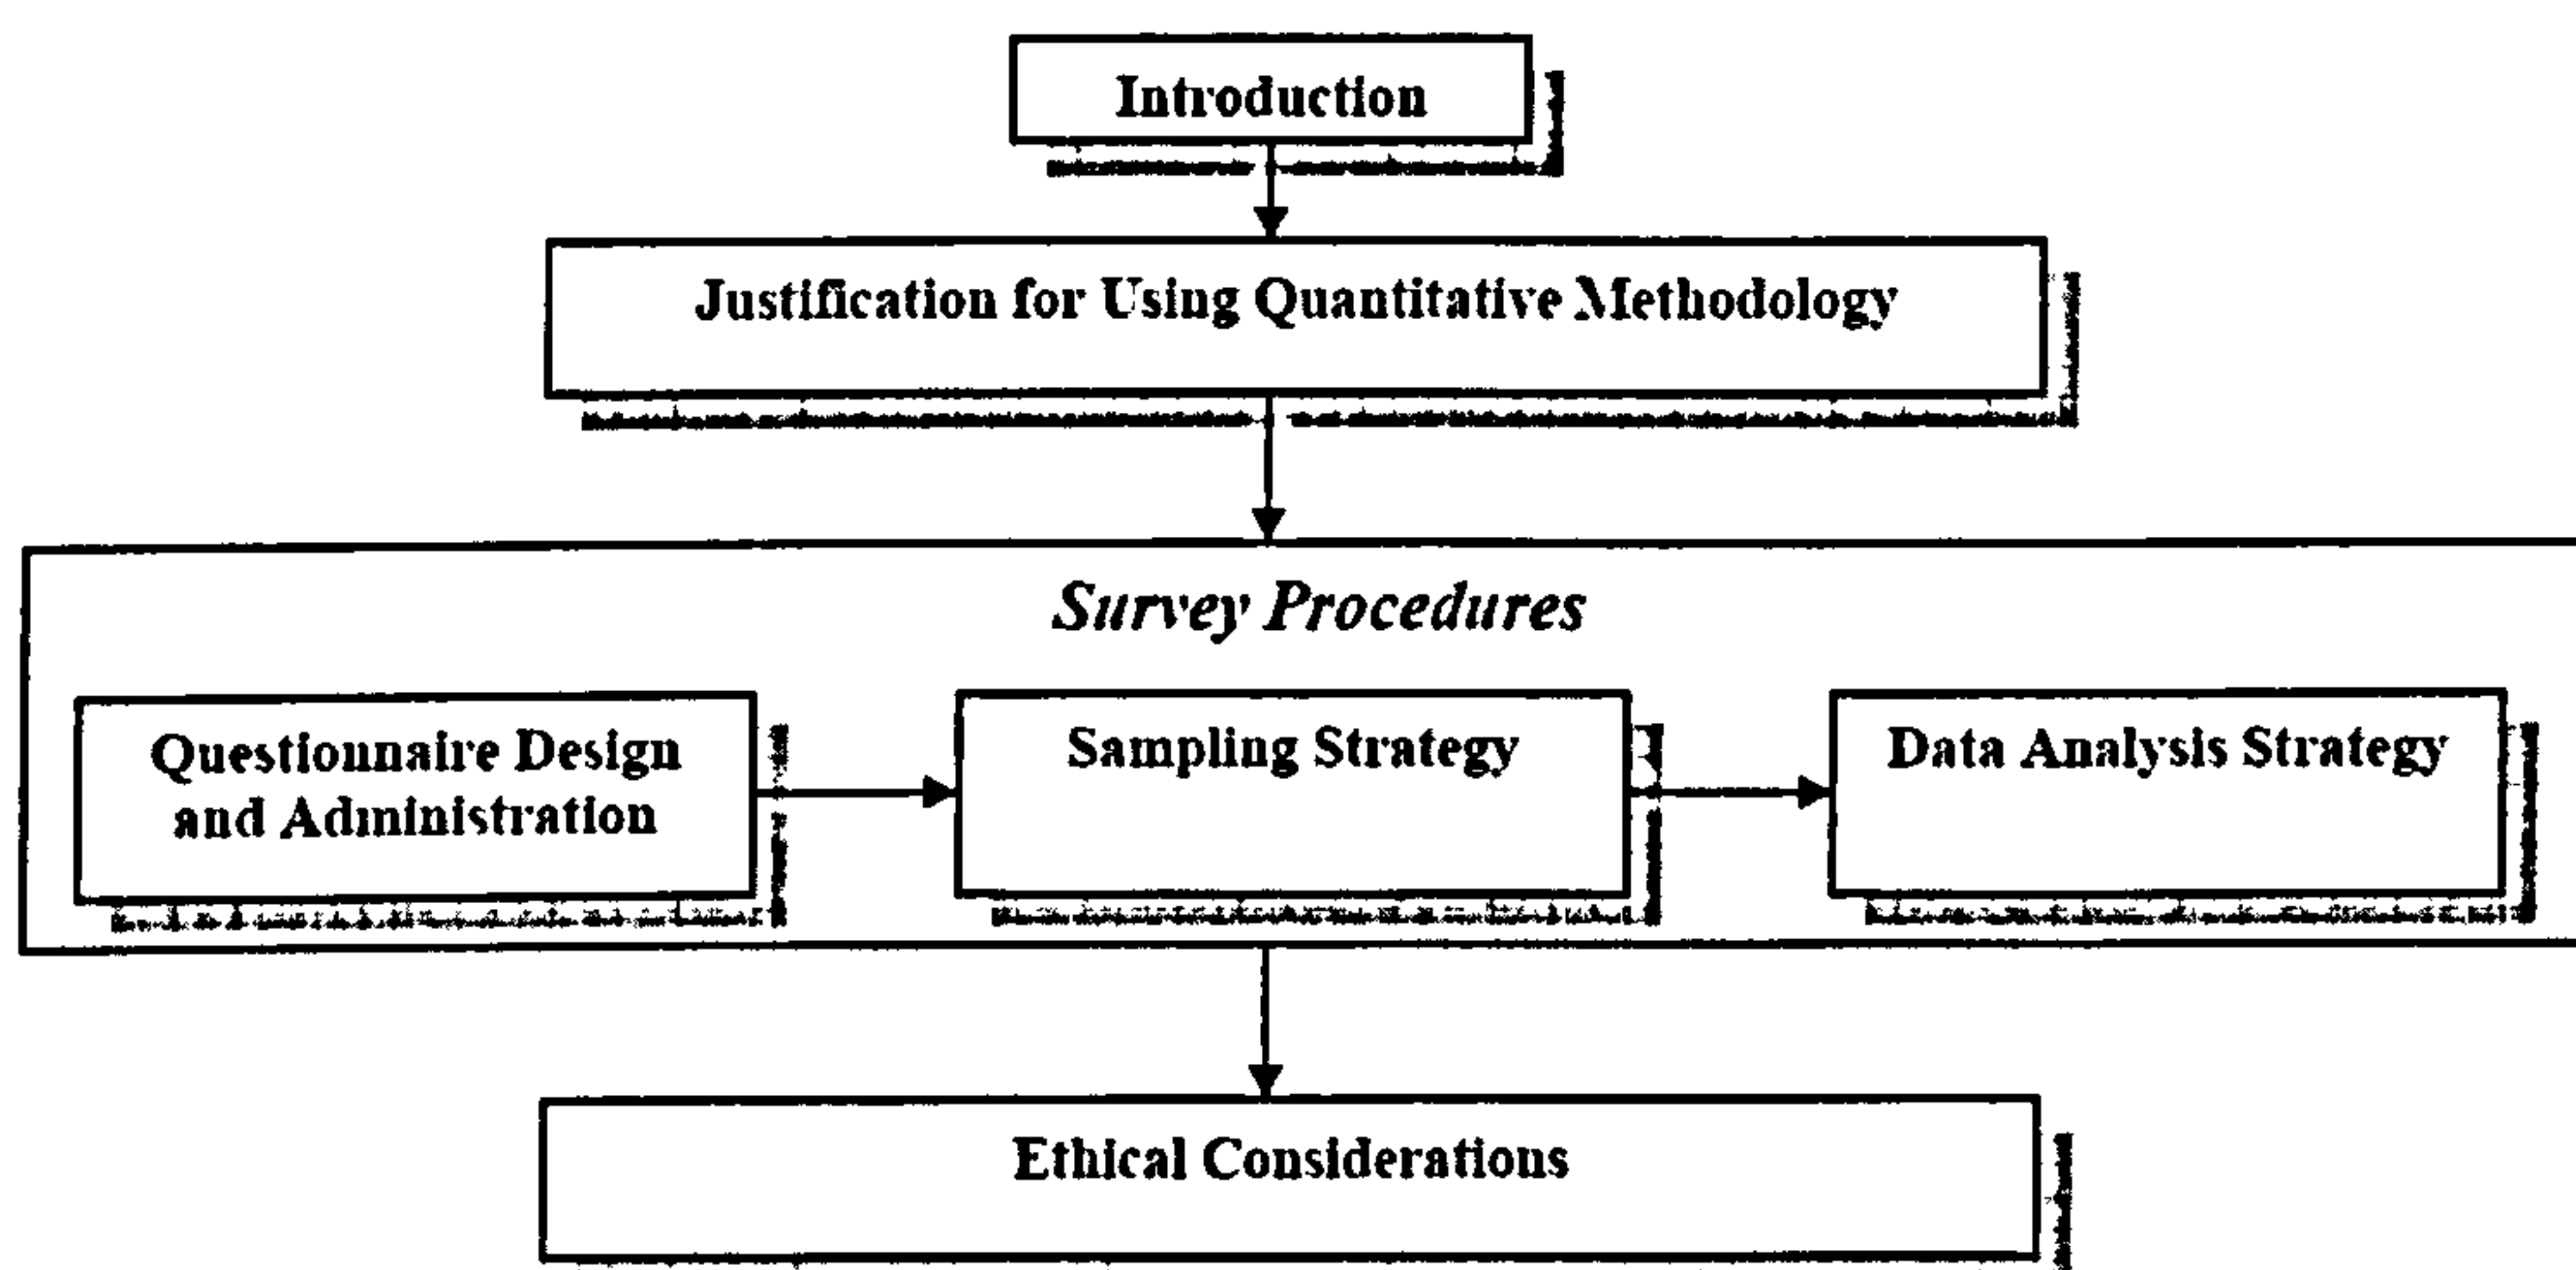 Introduction
Justification for Using Quantitative Methodology
Survey Procedures
Questionnaire Design
and Administration
Sampling Strategy
Data Analysis Strategy
Ethical Considerations